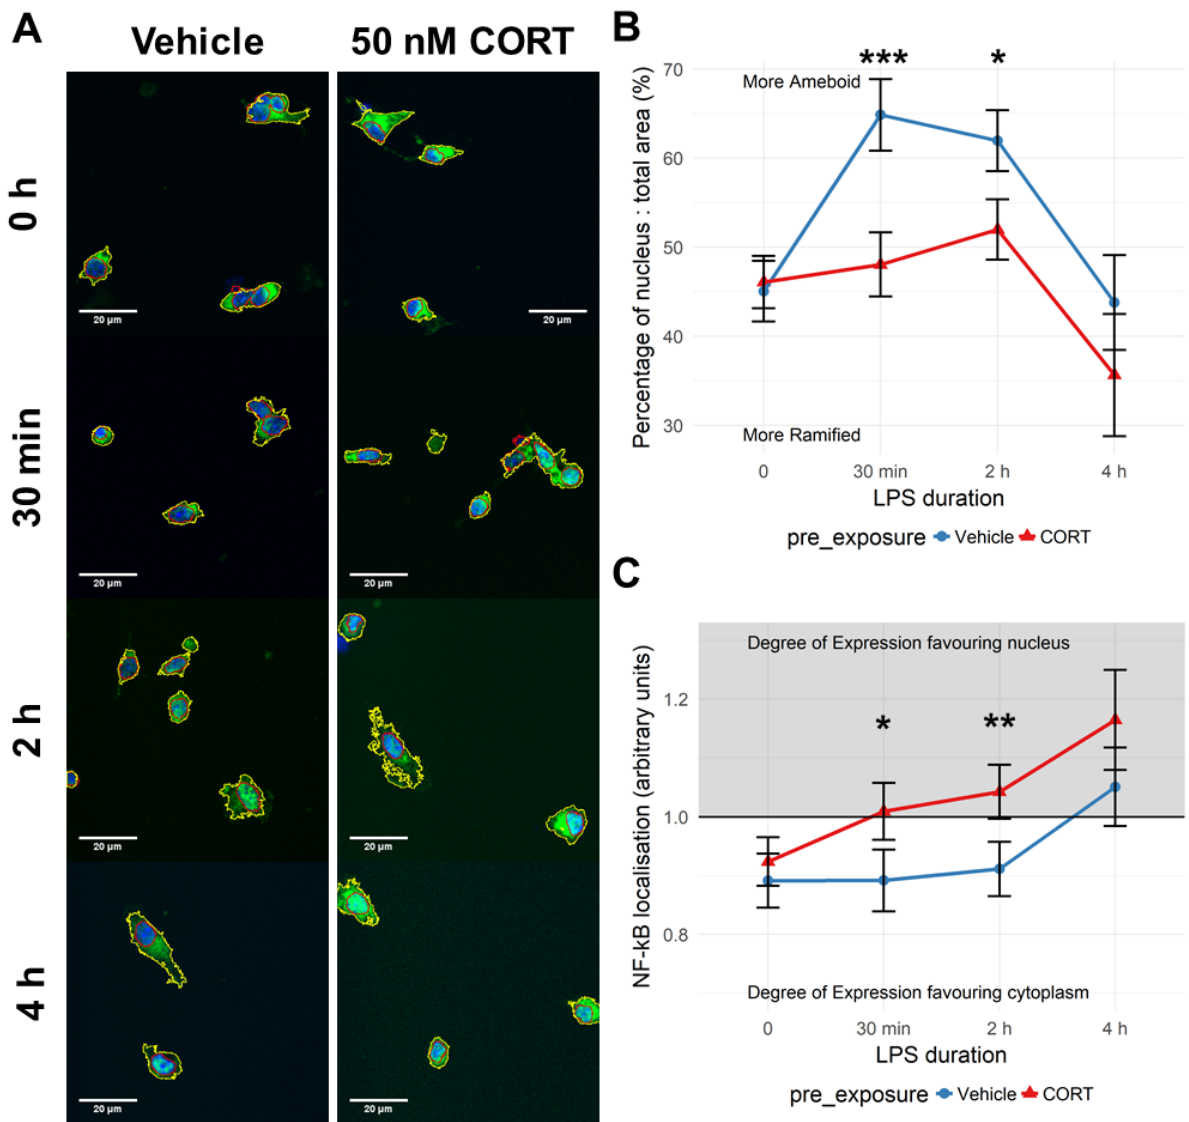 A
Vehicle
50 nM CORT
0 h
20 µm
20 µm
30 min
20 µm
20 µm
2 h
20 µm
20 µm
4 h
20 µm
20 µm
B
Percentage of nucleus : total area (%)
70
60
50
40
30
More Ameboid
***
*
More Ramified
0
30 min
2 h
4 h
LPS duration
pre_exposure Vehicle CORT
C
NF-kB localisation (arbitrary units)
1.2
1.0
0.8
Degree of Expression favouring nucleus
*
**
Degree of Expression favouring cytoplasm
0
30 min
2 h
4 h
LPS duration
pre_exposure Vehicle CORT